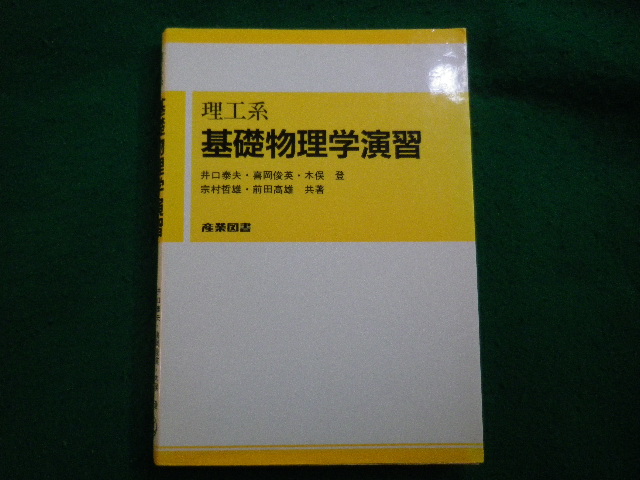 理工系
基礎物理学演習
井口泰夫・喜岡俊英・木俣 登
宗村哲雄・前田高雄 共著
産業図書